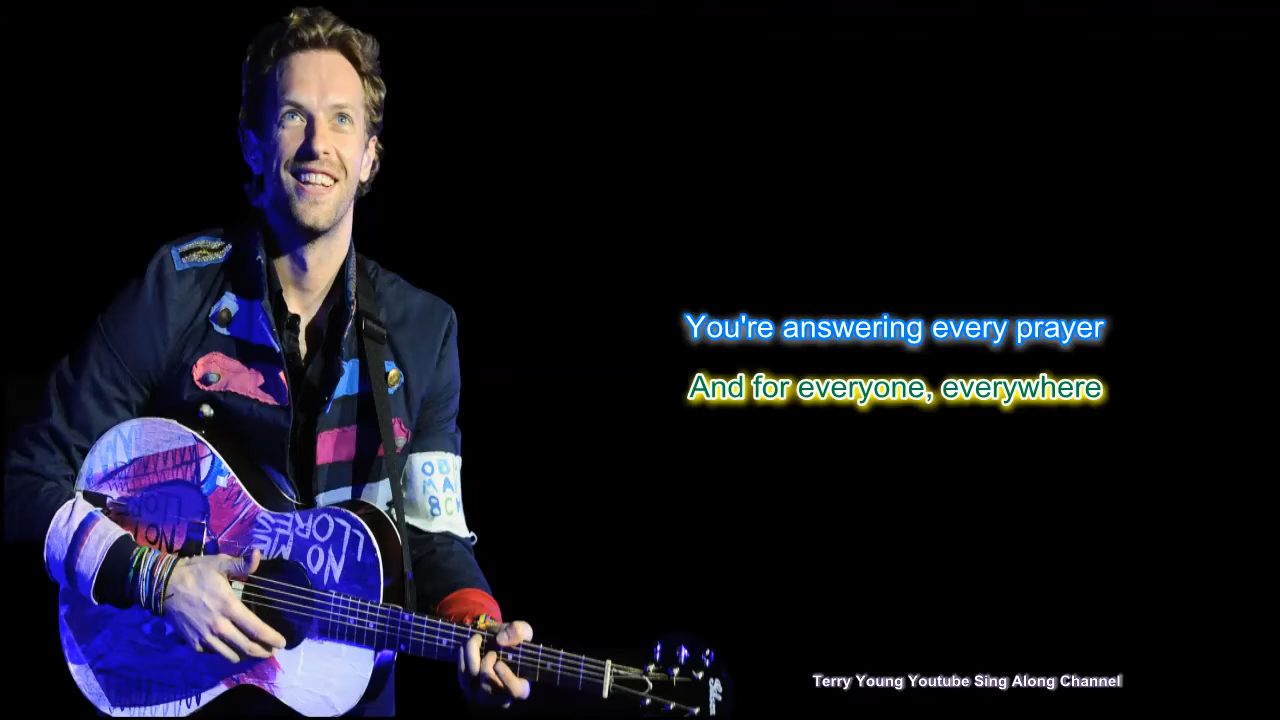 You're answering every prayer
And for everyone, everywhere
NO ME
LLORES
Terry Young Youtube Sing Along Channel